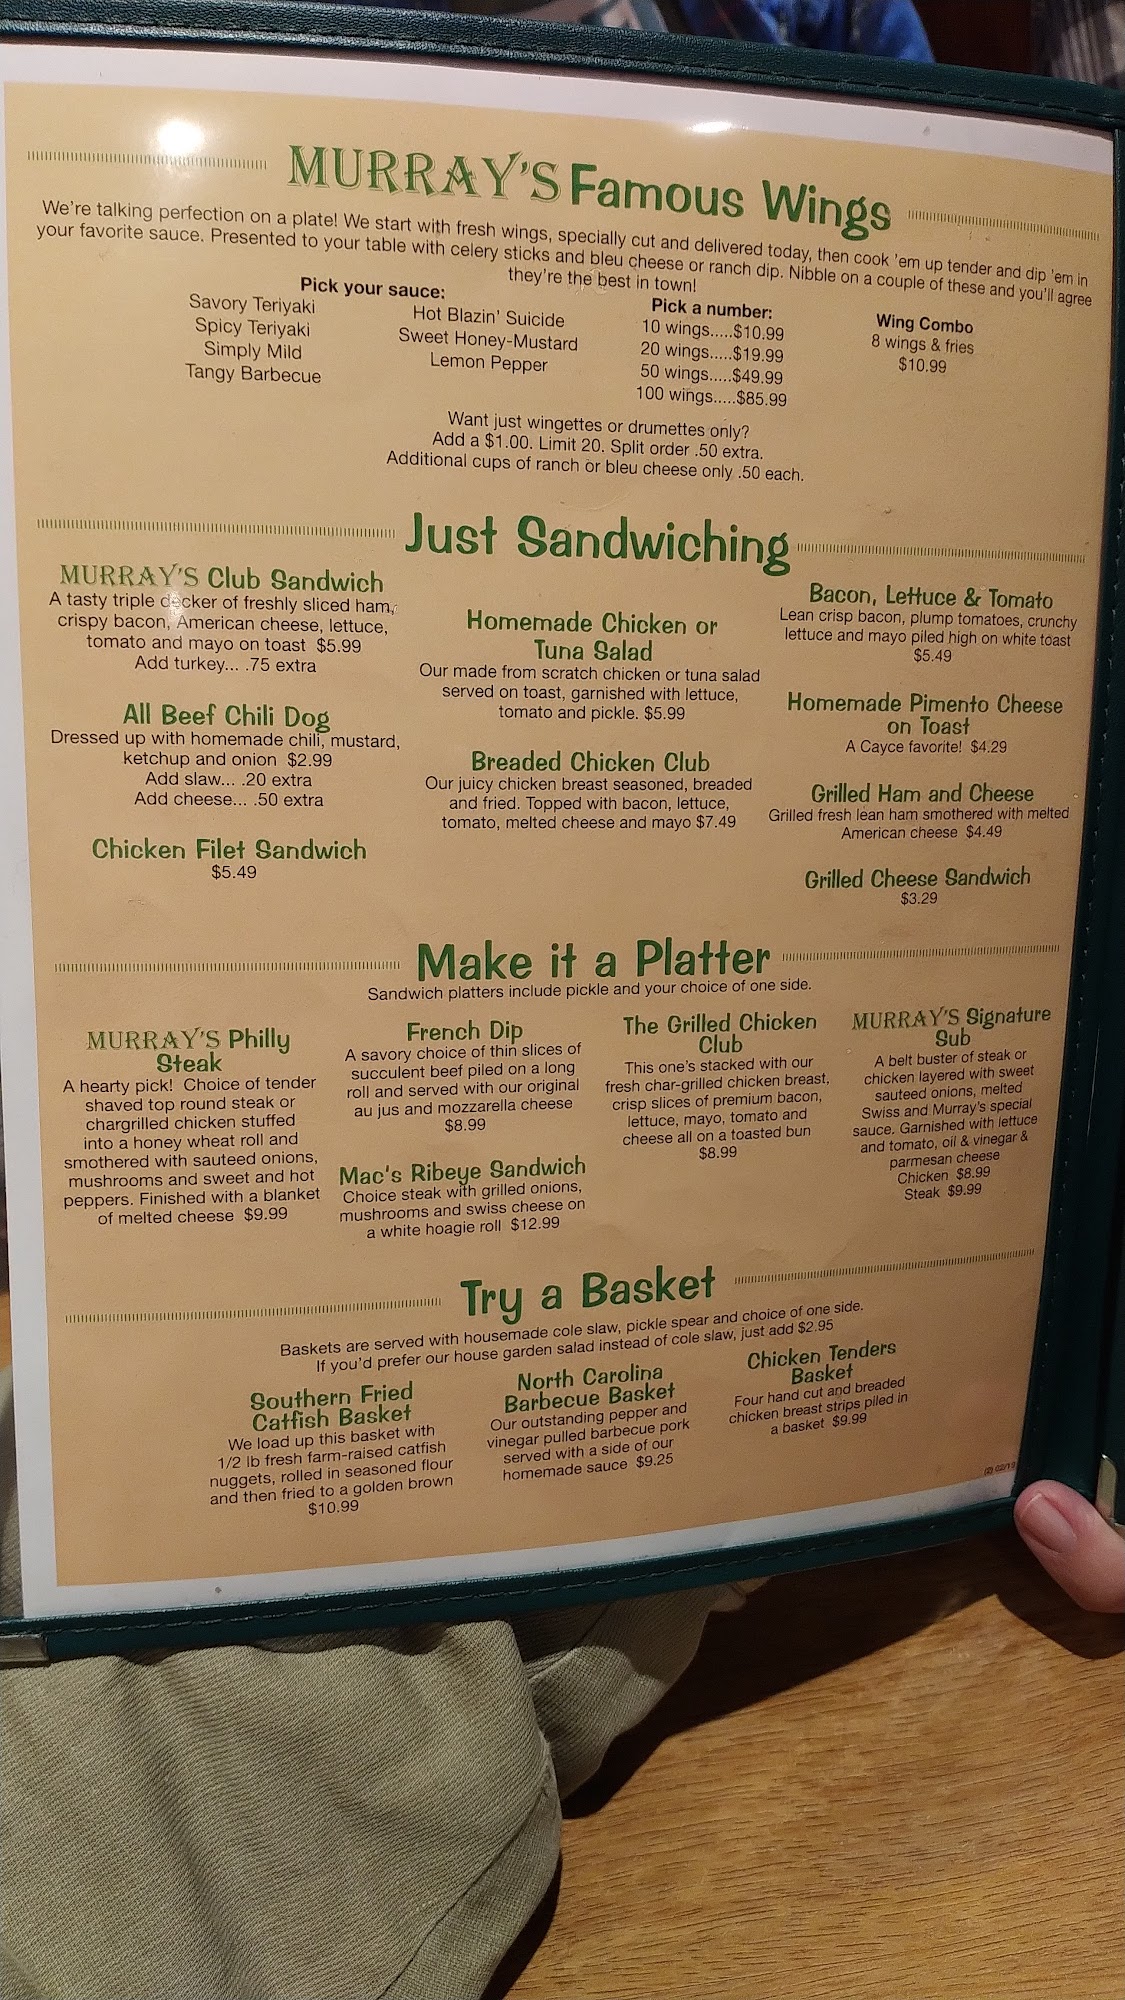 MURRAY'S Famous Wings
We're talking perfection on a plate! We start with fresh wings, specially cut and delivered today, then cook 'em up tender and dip 'em in
your favorite sauce. Presented to your table with celery sticks and bleu cheese or ranch dip. Nibble on a couple of these and you'll agree
they're the best in town!
Pick your sauce:
Savory Teriyaki
Spicy Teriyaki
Simply Mild
Tangy Barbecue
Hot Blazin' Suicide
Sweet Honey-Mustard
Lemon Pepper
Pick a number:
10 wings.....$10.99
20 wings.....$19.99
50 wings.....$49.99
100 wings.....$85.99
Wing Combo
8 wings & fries
$10.99
Want just wingettes or drumettes only?
Add a $1.00. Limit 20. Split order .50 extra.
Additional cups of ranch or bleu cheese only .50 each.
Just Sandwiching
MURRAY'S Club Sandwich
A tasty triple decker of freshly sliced ham,
crispy bacon, American cheese, lettuce,
tomato and mayo on toast $5.99
Add turkey... .75 extra
All Beef Chili Dog
Dressed up with homemade chili, mustard,
ketchup and onion $2.99
Add slaw... .20 extra
Add cheese... .50 extra
Chicken Filet Sandwich
$5.49
Homemade Chicken or
Tuna Salad
Our made from scratch chicken or tuna salad
served on toast, garnished with lettuce,
tomato and pickle. $5.99
Breaded Chicken Club
Our juicy chicken breast seasoned, breaded
and fried. Topped with bacon, lettuce,
tomato, melted cheese and mayo $7.49
Bacon, Lettuce & Tomato
Lean crisp bacon, plump tomatoes, crunchy
lettuce and mayo piled high on white toast
$5.49
Homemade Pimento Cheese
on Toast
A Cayce favorite! $4.29
Grilled Ham and Cheese
Grilled fresh lean ham smothered with melted
American cheese $4.49
Grilled Cheese Sandwich
$3.29
Make it a Platter
Sandwich platters include pickle and your choice of one side.
MURRAY'S Philly
Steak
A hearty pick! Choice of tender
shaved top round steak or
chargrilled chicken stuffed
into a honey wheat roll and
smothered with sauteed onions,
mushrooms and sweet and hot
peppers. Finished with a blanket
of melted cheese $9.99
French Dip
A savory choice of thin slices of
succulent beef piled on a long
roll and served with our original
au jus and mozzarella cheese
$8.99
Mac's Ribeye Sandwich
Choice steak with grilled onions,
mushrooms and swiss cheese on
a white hoagie roll $12.99
The Grilled Chicken
Club
This one's stacked with our
fresh char-grilled chicken breast,
crisp slices of premium bacon,
lettuce, mayo, tomato and
cheese all on a toasted bun
$8.99
MURRAY'S Signature
Sub
A belt buster of steak or
chicken layered with sweet
sauteed onions, melted
Swiss and Murray's special
sauce. Garnished with lettuce
and tomato, oil & vinegar &
parmesan cheese
Chicken $8.99
Steak $9.99
Try a Basket
Baskets are served with housemade cole slaw, pickle spear and choice of one side.
If you'd prefer our house garden salad instead of cole slaw, just add $2.95
Southern Fried
Catfish Basket
We load up this basket with
1/2 lb fresh farm-raised catfish
nuggets, rolled in seasoned flour
and then fried to a golden brown
$10.99
North Carolina
Barbecue Basket
Our outstanding pepper and
vinegar pulled barbecue pork
served with a side of our
homemade sauce $9.25
Chicken Tenders
Basket
Four hand cut and breaded
chicken breast strips piled in
a basket $9.99